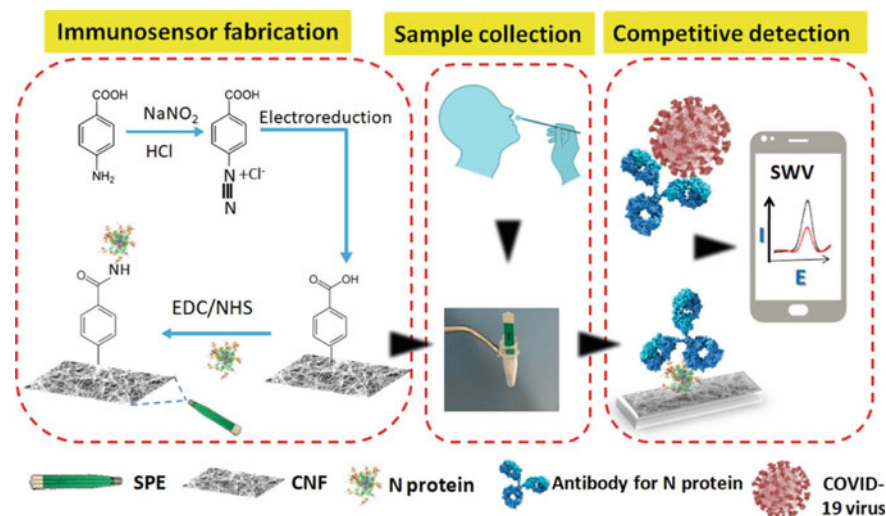 Immunosensor fabrication
Sample collection
Competitive detection
COOH
NaNO2
HCl
NH2
COOH
N +Cl-
N
Electroreduction
O
NH
EDC/NHS
O
OH
SWV
I
E
SPE
CNF
N protein
Antibody for N protein
COVID-
19 virus